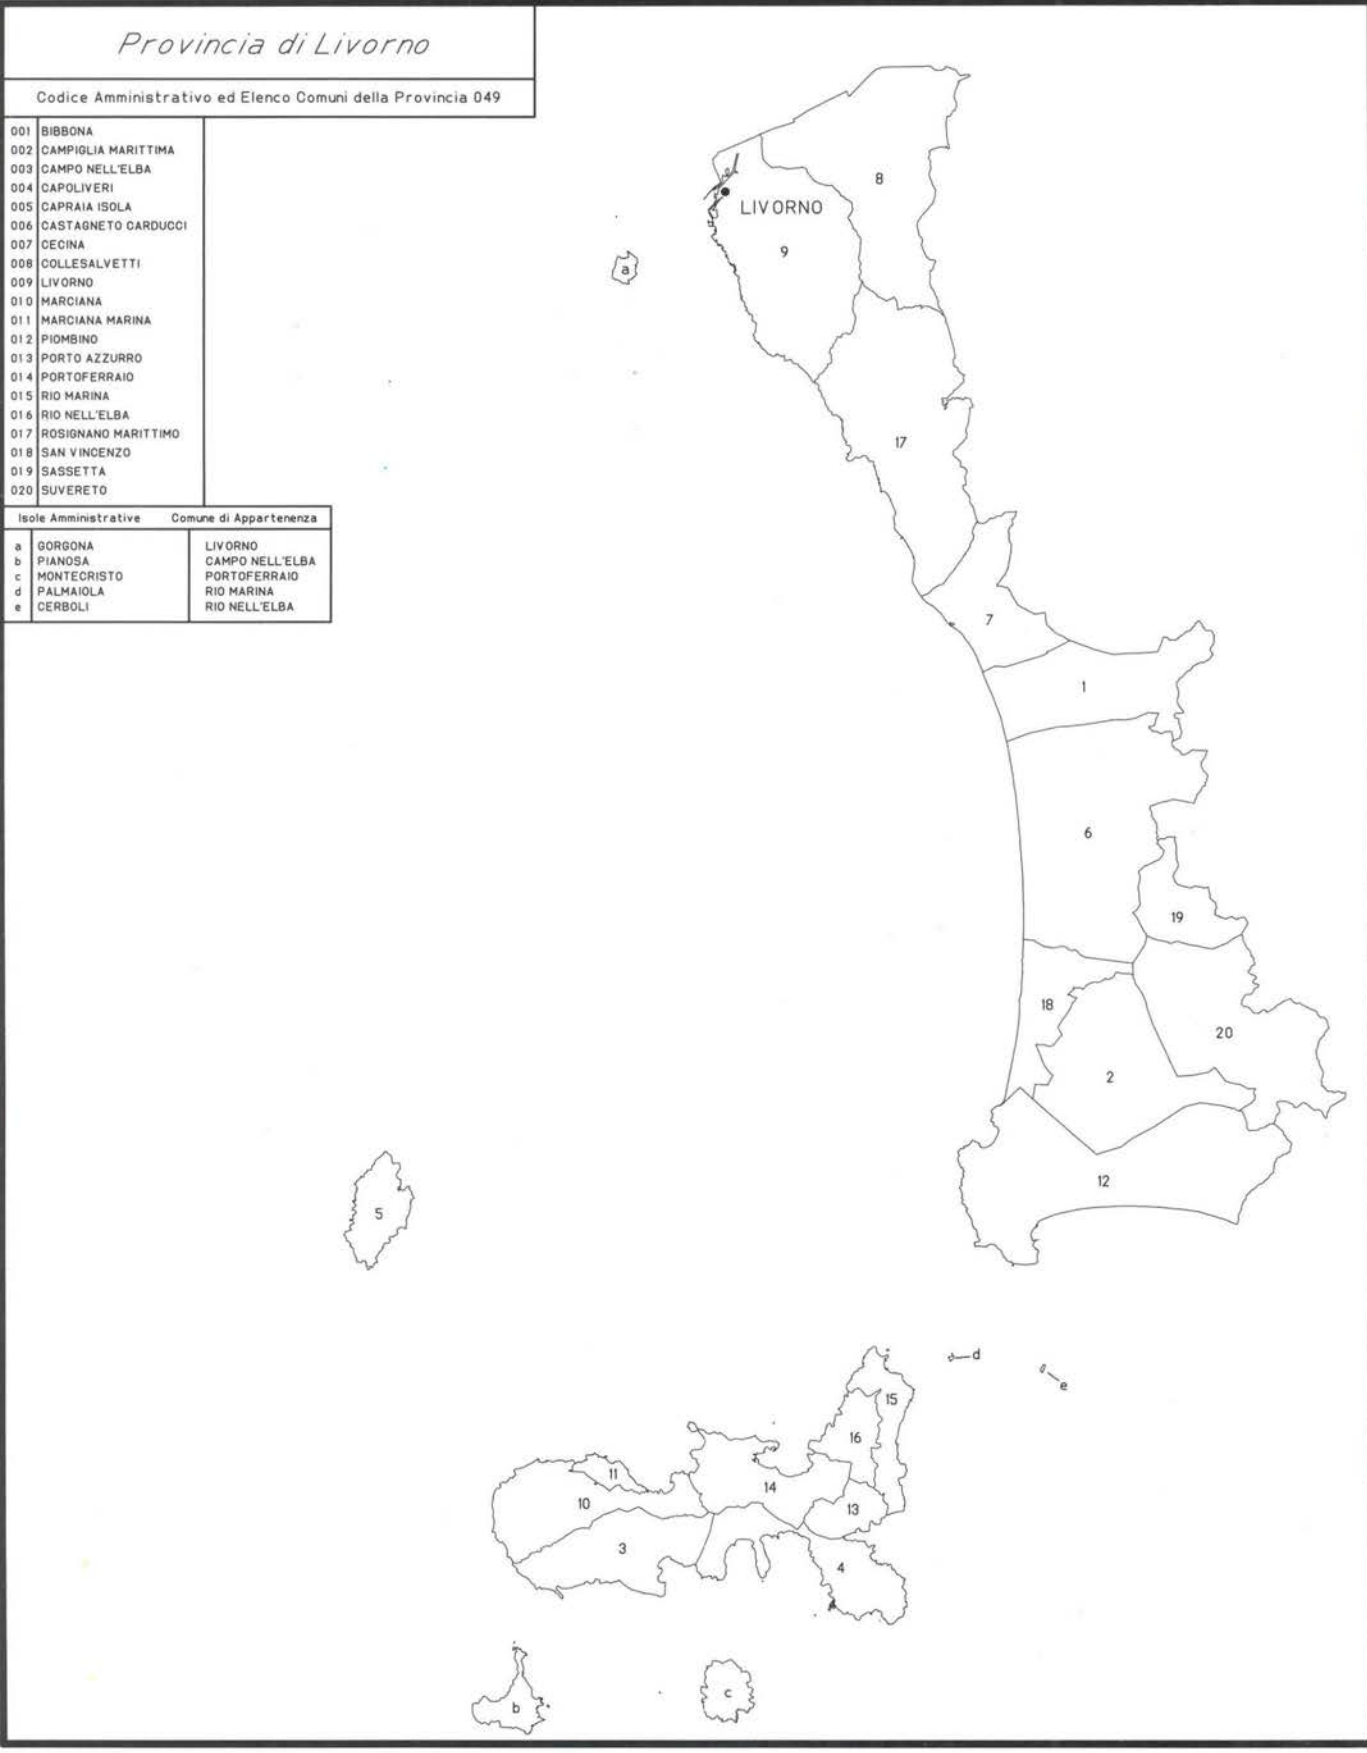 Provincia di Livorno
Codice Amministrativo ed Elenco Comuni della Provincia 049
001 BIBBONA
002 CAMPIGLIA MARITTIMA
003 CAMPO NELL'ELBA
004 CAPOLIVERI
005 CAPRAIA ISOLA
006 CASTAGNETO CARDUCCI
007 CECINA
008 COLLESALVETTI
009 LIVORNO
010 MARCIANA
011 MARCIANA MARINA
012 PIOMBINO
013 PORTO AZZURRO
014 PORTOFERRAIO
015 RIO MARINA
016 RIO NELL'ELBA
017 ROSIGNANO MARITTIMO
018 SAN VINCENZO
019 SASSETTA
020 SUVERETO
Isole Amministrative Comune di Appartenenza
a GORGONA LIVORNO
b PIANOSA CAMPO NELL'ELBA
c MONTECRISTO PORTOFERRAIO
d PALMAIOLA RIO MARINA
e CERBOLI RIO NELL'ELBA
8
LIVORNO
9
a
17
7
1
6
19
18
20
2
12
5
d
e
15
16
11
14
10
13
3
4
c
b